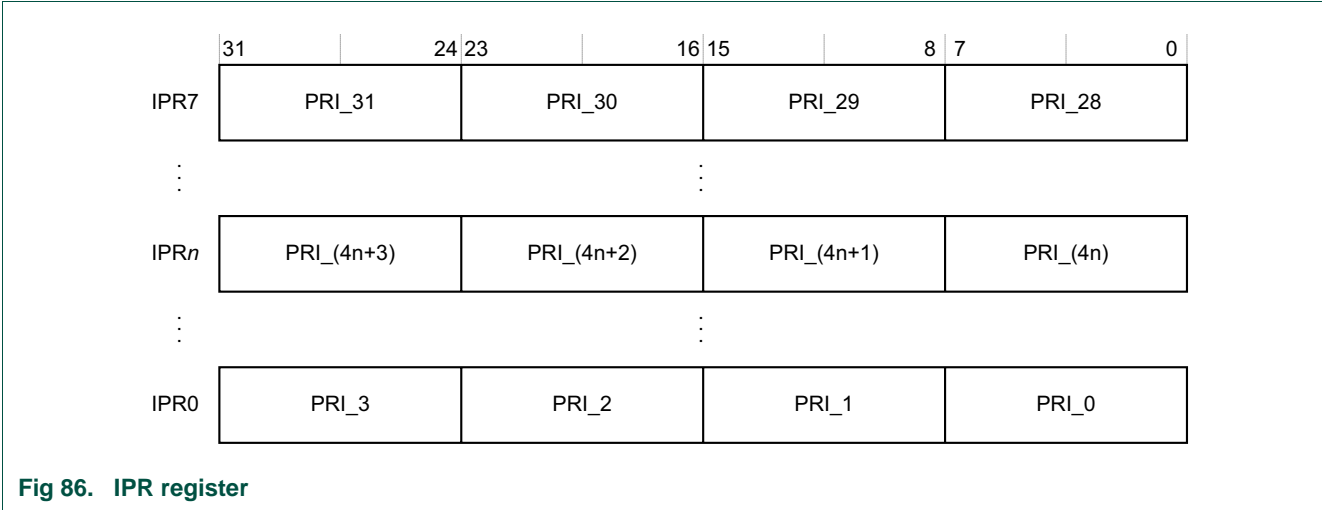 31 24 23 16 15 8 7 0
IPR7 PRI_31 PRI_30 PRI_29 PRI_28
IPRn PRI_(4n+3) PRI_(4n+2) PRI_(4n+1) PRI_(4n)
IPR0 PRI_3 PRI_2 PRI_1 PRI_0
Fig 86. IPR register